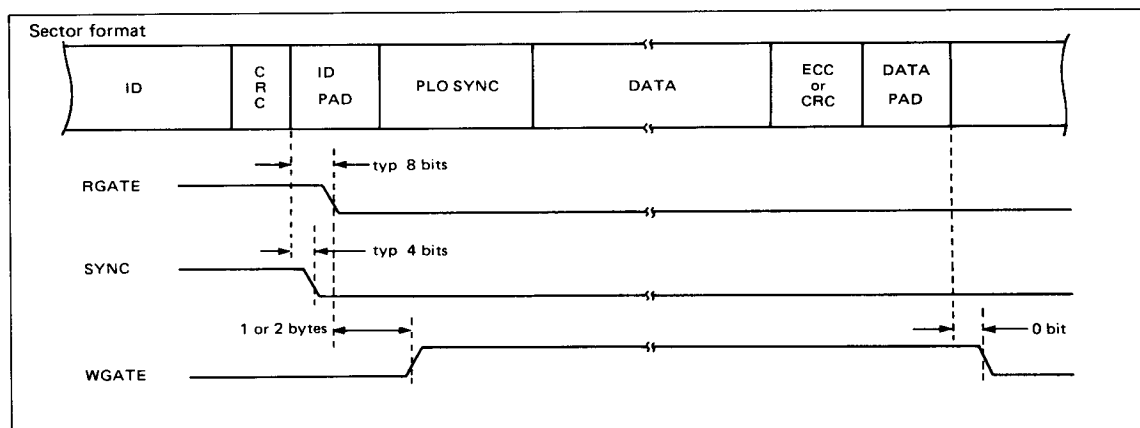 Sector format
ID
C
R
C
ID
PAD
PLO SYNC
DATA
ECC
or
CRC
DATA
PAD
typ 8 bits
RGATE
typ 4 bits
SYNC
1 or 2 bytes
0 bit
WGATE